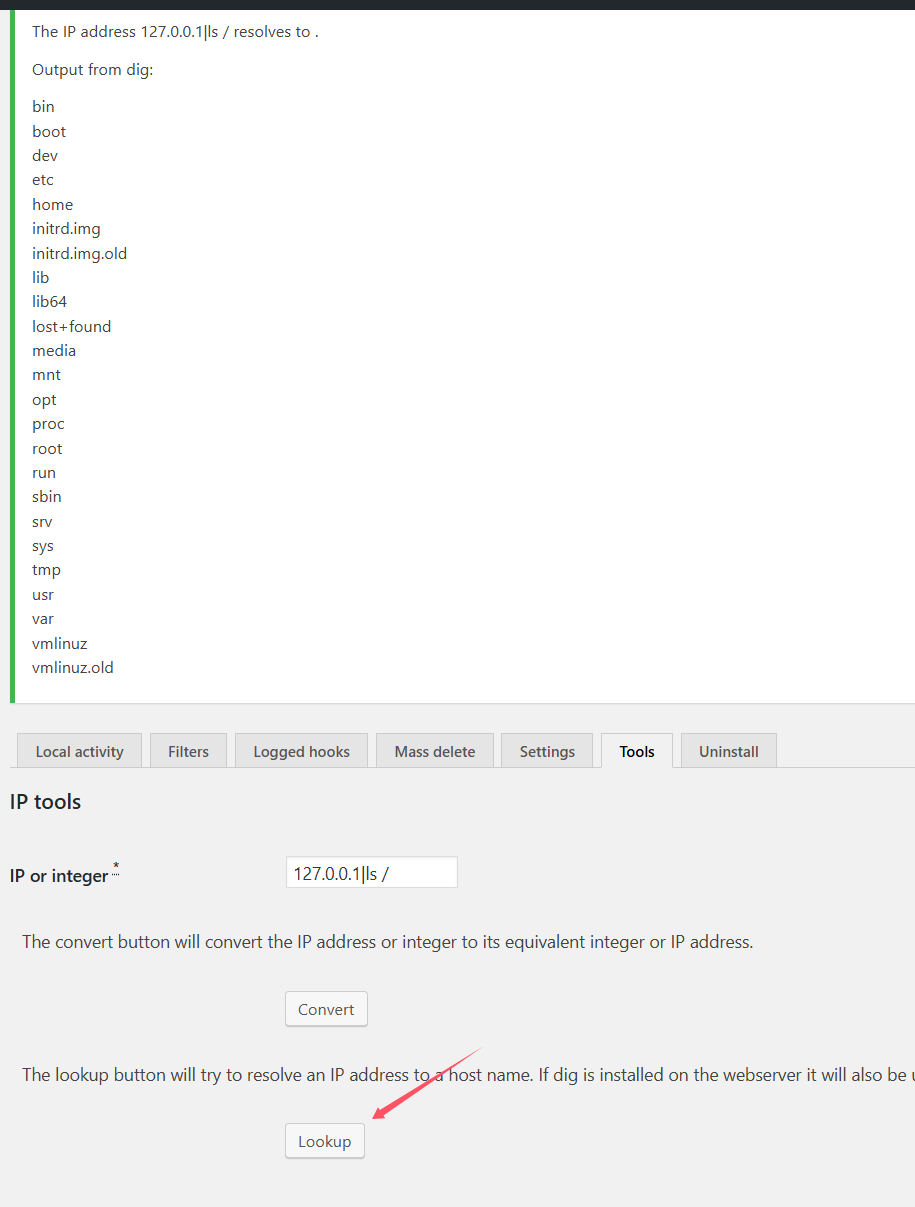 The IP address 127.0.0.1|ls / resolves to .
Output from dig:
bin
boot
dev
etc
home
initrd.img
initrd.img.old
lib
lib64
lost+found
media
mnt
opt
proc
root
run
sbin
srv
sys
tmp
usr
var
vmlinuz
vmlinuz.old
Local activity Filters Logged hooks Mass delete Settings Tools Uninstall
IP tools
IP or integer * 127.0.0.1|ls /
The convert button will convert the IP address or integer to its equivalent integer or IP address.
Convert
The lookup button will try to resolve an IP address to a host name. If dig is installed on the webserver it will also be
Lookup